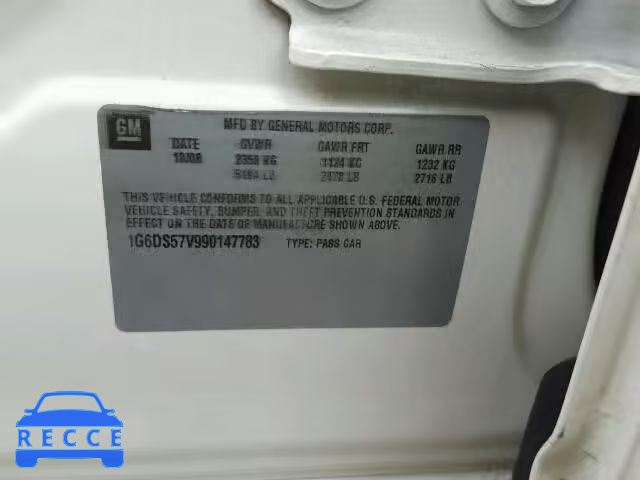 GM
MFD BY GENERAL MOTORS CORP.
DATE GVWR GAWR FRT GAWR RR
10/08 2358 KG 1124 KG 1232 KG
LB 2478 LB 2716 LB
THIS VEHICLE CONFORMS TO ALL APPLICABLE U.S. FEDERAL MOTOR
VEHICLE SAFETY, BUMPER, AND THEFT PREVENTION STANDARDS IN
EFFECT ON THE DATE OF MANUFACTURE SHOWN ABOVE.
1G6DS57V990147783 TYPE: PASS CAR
RECCE